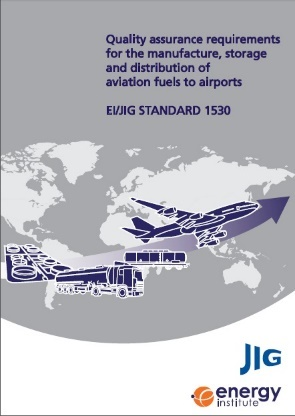 Quality assurance requirements
for the manufacture, storage
and distribution of
aviation fuels to airports
EI/JIG STANDARD 1530
JIG
energy
institute